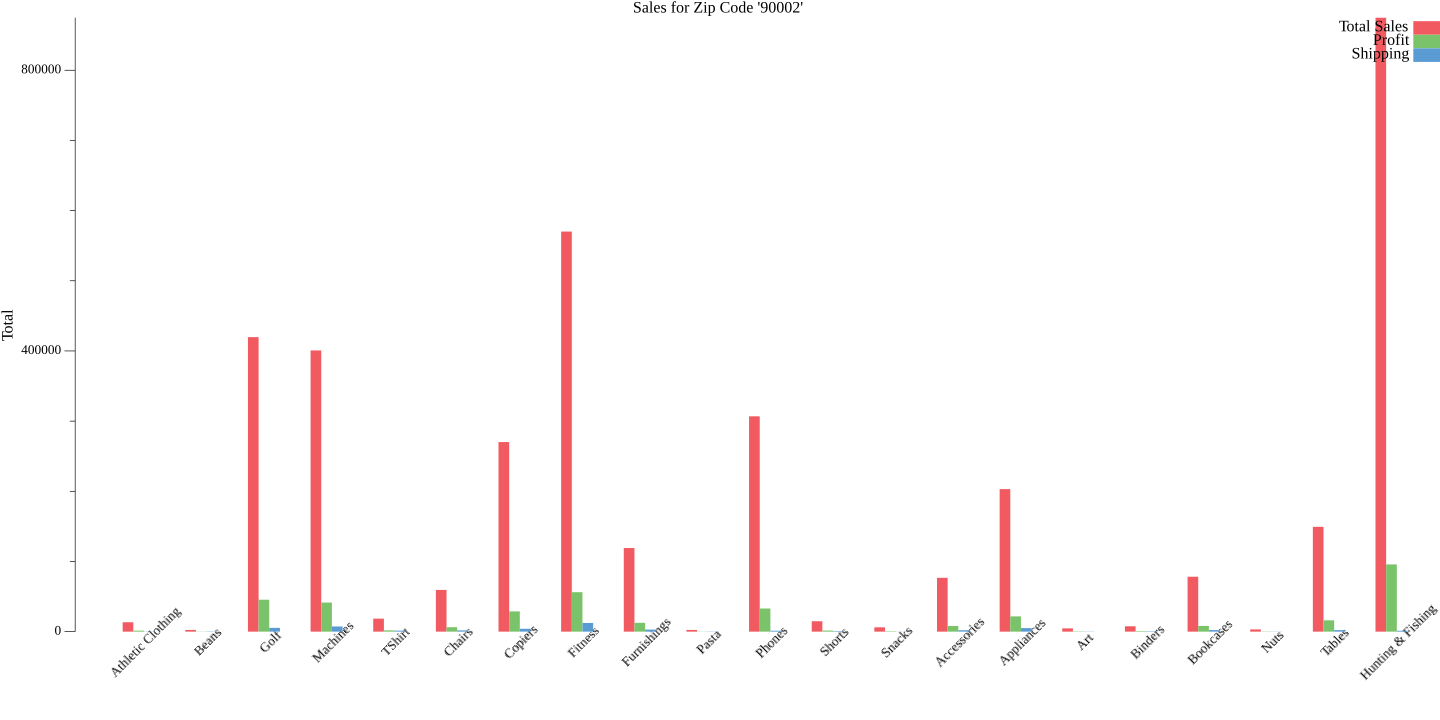 Sales for Zip Code '90002'
Total Sales
Profit
Shipping
800000
400000
0
Total
Athletic Clothing
Beans
Golf
Machines
TShirt
Chairs
Copiers
Fitness
Furnishings
Pasta
Phones
Shorts
Snacks
Accessories
Appliances
Art
Binders
Bookcases
Nuts
Tables
Hunting & Fishing